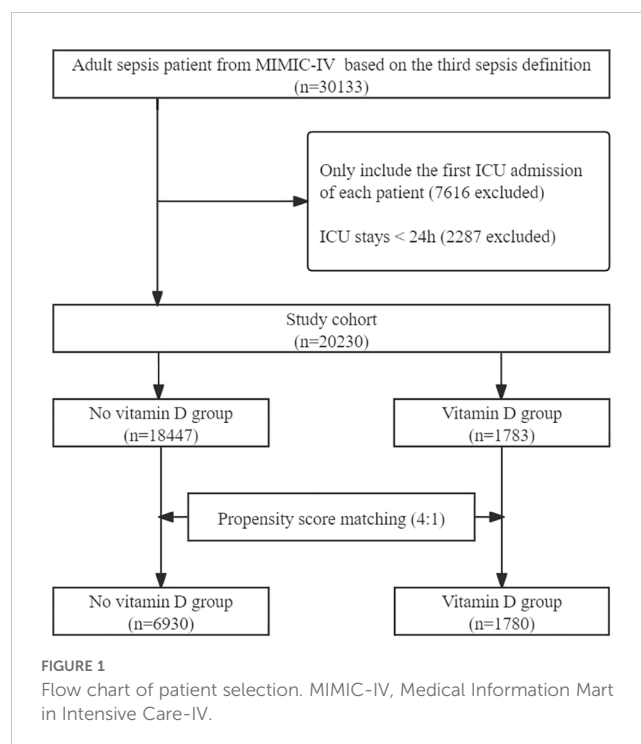 Adult sepsis patient from MIMIC-IV based on the third sepsis definition
(n=30133)
Only include the first ICU admission
of each patient (7616 excluded)
ICU stays < 24h (2287 excluded)
Study cohort
(n=20230)
No vitamin D group
(n=18447)
Vitamin D group
(n=1783)
Propensity score matching (4:1)
No vitamin D group
(n=6930)
Vitamin D group
(n=1780)
FIGURE 1
Flow chart of patient selection. MIMIC-IV, Medical Information Mart
in Intensive Care-IV.